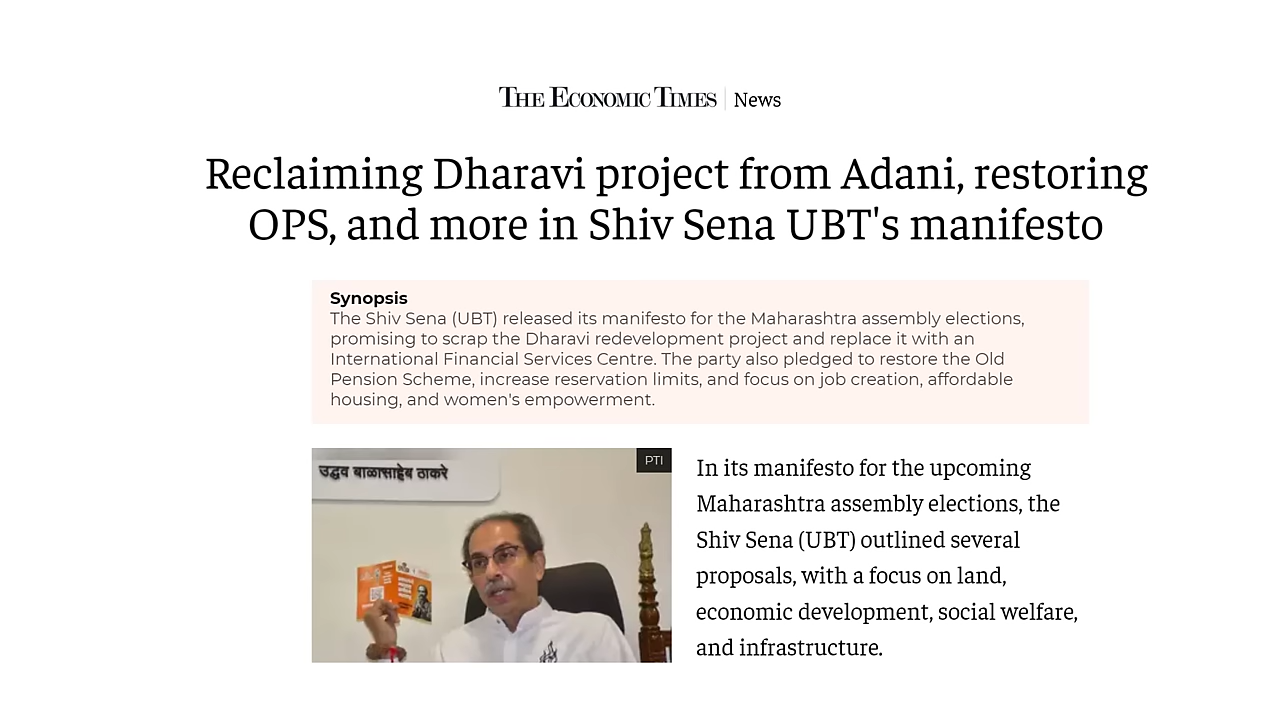 THE ECONOMIC TIMES | News
Reclaiming Dharavi project from Adani, restoring
OPS, and more in Shiv Sena UBT's manifesto
Synopsis
The Shiv Sena (UBT) released its manifesto for the Maharashtra assembly elections,
promising to scrap the Dharavi redevelopment project and replace it with an
International Financial Services Centre. The party also pledged to restore the Old
Pension Scheme, increase reservation limits, and focus on job creation, affordable
housing, and women's empowerment.
PTI
उद्धव बाळासाहेब ठाकरे
In its manifesto for the upcoming
Maharashtra assembly elections, the
Shiv Sena (UBT) outlined several
proposals, with a focus on land,
economic development, social welfare,
and infrastructure.